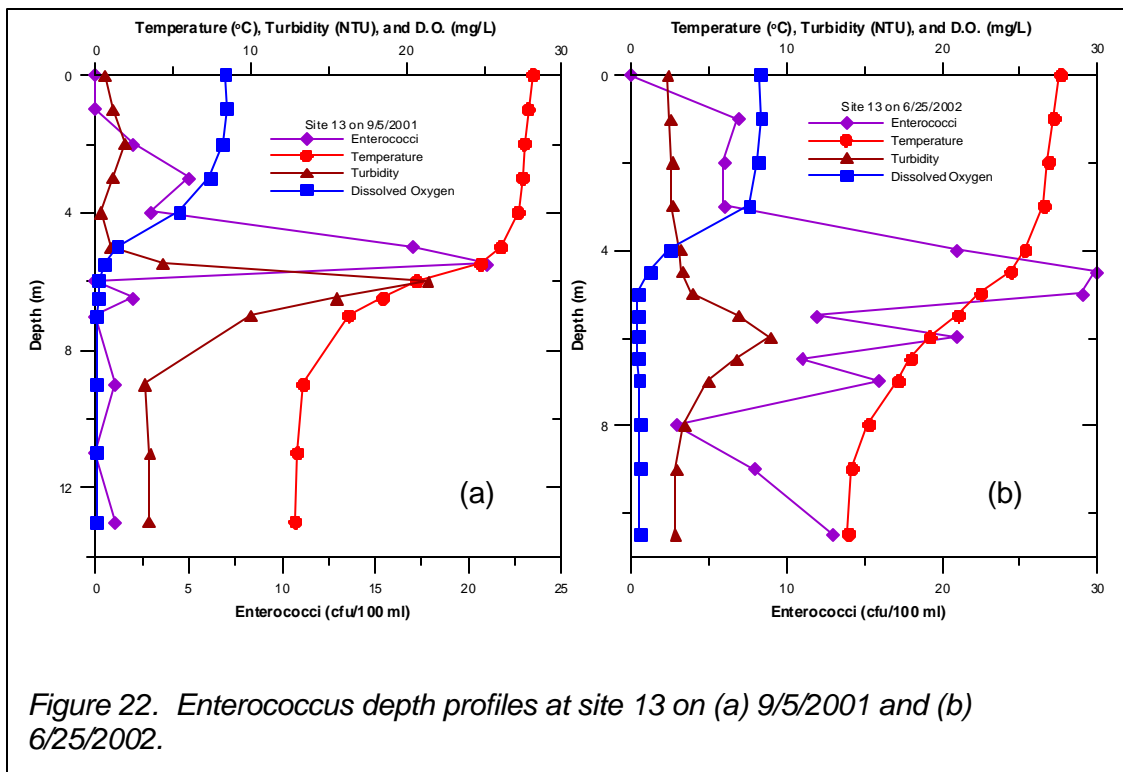 Temperature (°C), Turbidity (NTU), and D.O. (mg/L)
0 10 20 30
0
4
8
12
Depth (m)
Site 13 on 9/5/2001
Enterococci
Temperature
Turbidity
Dissolved Oxygen
(a)
0 5 10 15 20 25
Enterococci (cfu/100 ml)
Temperature (°C), Turbidity (NTU), and D.O. (mg/L)
0 10 20 30
0
4
8
Depth (m)
Site 13 on 6/25/2002
Enterococci
Temperature
Turbidity
Dissolved Oxygen
(b)
0 10 20 30
Enterococci (cfu/100 ml)
Figure 22. Enterococcus depth profiles at site 13 on (a) 9/5/2001 and (b)
6/25/2002.